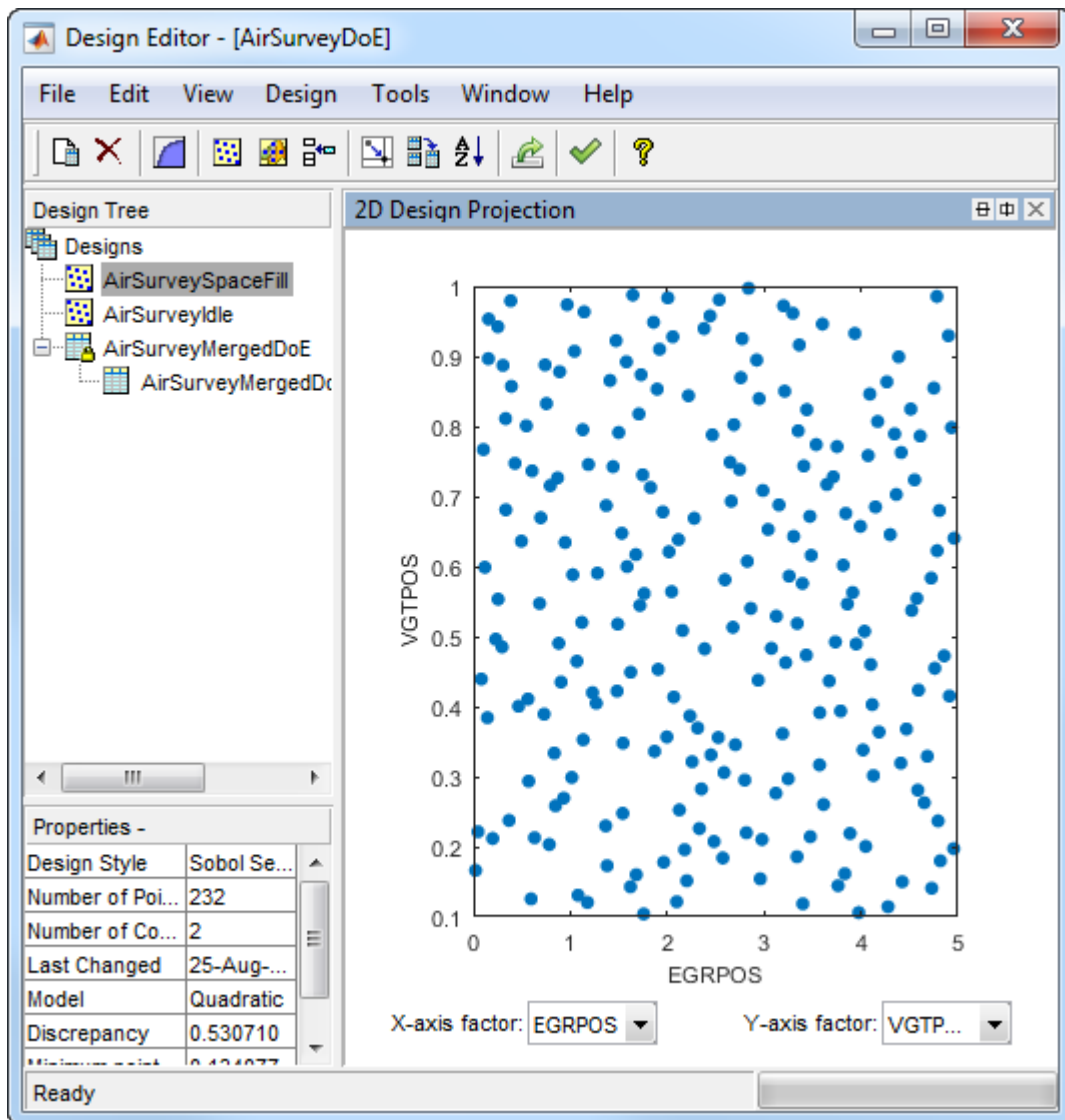 Design Editor - [AirSurveyDoE]
File Edit View Design Tools Window Help
Design Tree
Designs
AirSurveySpaceFill
AirSurveyIdle
AirSurveyMergedDoE
AirSurveyMergedDo
Properties -
Design Style Sobol Se...
Number of Poi... 232
Number of Co... 2
Last Changed 25-Aug-...
Model Quadratic
Discrepancy 0.530710
2D Design Projection
1
0.9
0.8
0.7
0.6
0.5
0.4
0.3
0.2
0.1
VGTPOS
0 1 2 3 4 5
EGRPOS
X-axis factor: EGRPOS Y-axis factor: VGTP...
Ready